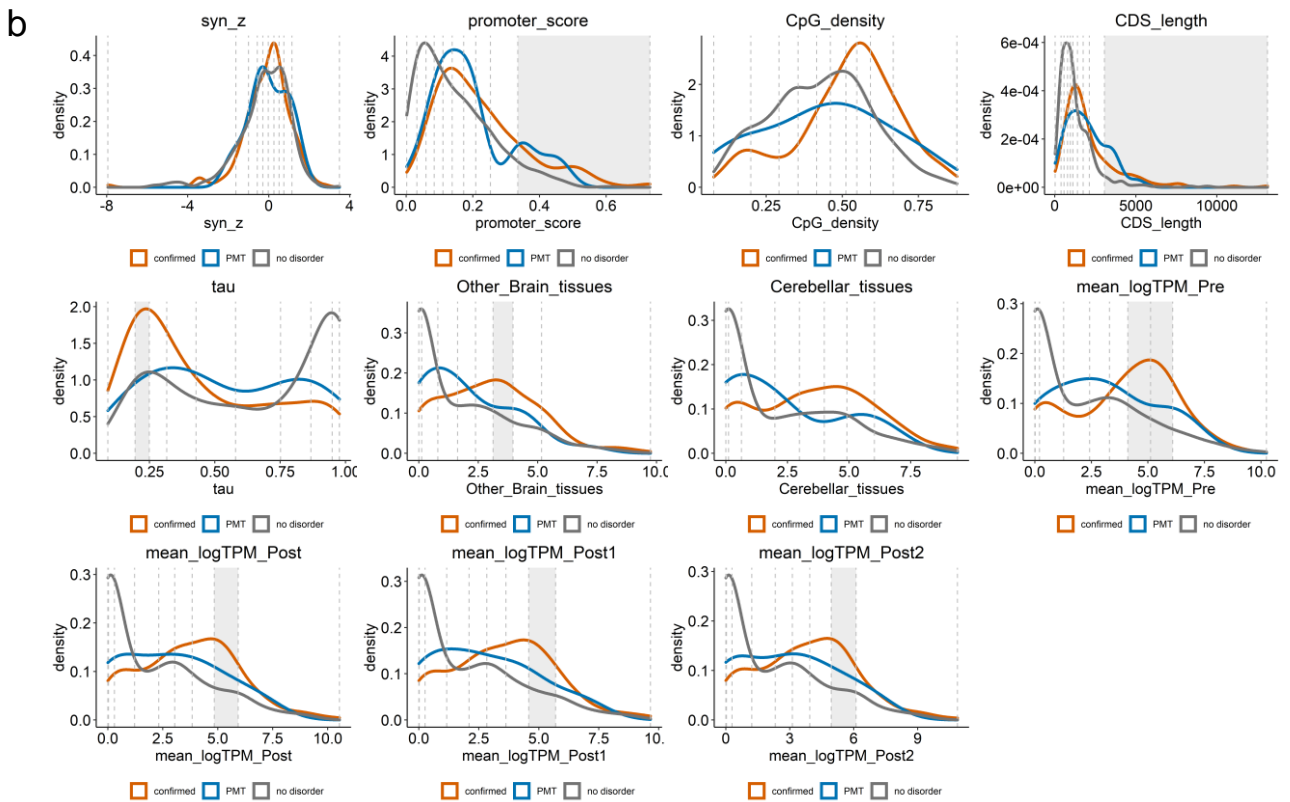 b
syn_z
promoter_score
CpG_density
CDS_length
density
0.4
0.3
0.2
0.1
0.0
-8
-4
0
4
syn_z
density
4
3
2
1
0
0.0
0.2
0.4
0.6
promoter_score
density
2
1
0
0.25
0.50
0.75
CpG_density
density
6e-04
4e-04
2e-04
0e+00
0
5000
10000
CDS_length
confirmed PMT no disorder
confirmed PMT no disorder
confirmed PMT no disorder
confirmed PMT no disorder
tau
Other_Brain_tissues
Cerebellar_tissues
mean_logTPM_Pre
density
2.0
1.5
1.0
0.5
0.0
0.25
0.50
0.75
1.00
tau
density
0.3
0.2
0.1
0.0
0.0
2.5
5.0
7.5
10.0
Other_Brain_tissues
density
0.3
0.2
0.1
0.0
0.0
2.5
5.0
7.5
Cerebellar_tissues
density
0.3
0.2
0.1
0.0
0.0
2.5
5.0
7.5
10.0
mean_logTPM_Pre
confirmed PMT no disorder
confirmed PMT no disorder
confirmed PMT no disorder
confirmed PMT no disorder
mean_logTPM_Post
mean_logTPM_Post1
mean_logTPM_Post2
density
0.3
0.2
0.1
0.0
0.0
2.5
5.0
7.5
10.0
mean_logTPM_Post
density
0.3
0.2
0.1
0.0
0.0
2.5
5.0
7.5
10.
mean_logTPM_Post1
density
0.3
0.2
0.1
0.0
0
3
6
9
mean_logTPM_Post2
confirmed PMT no disorder
confirmed PMT no disorder
confirmed PMT no disorder